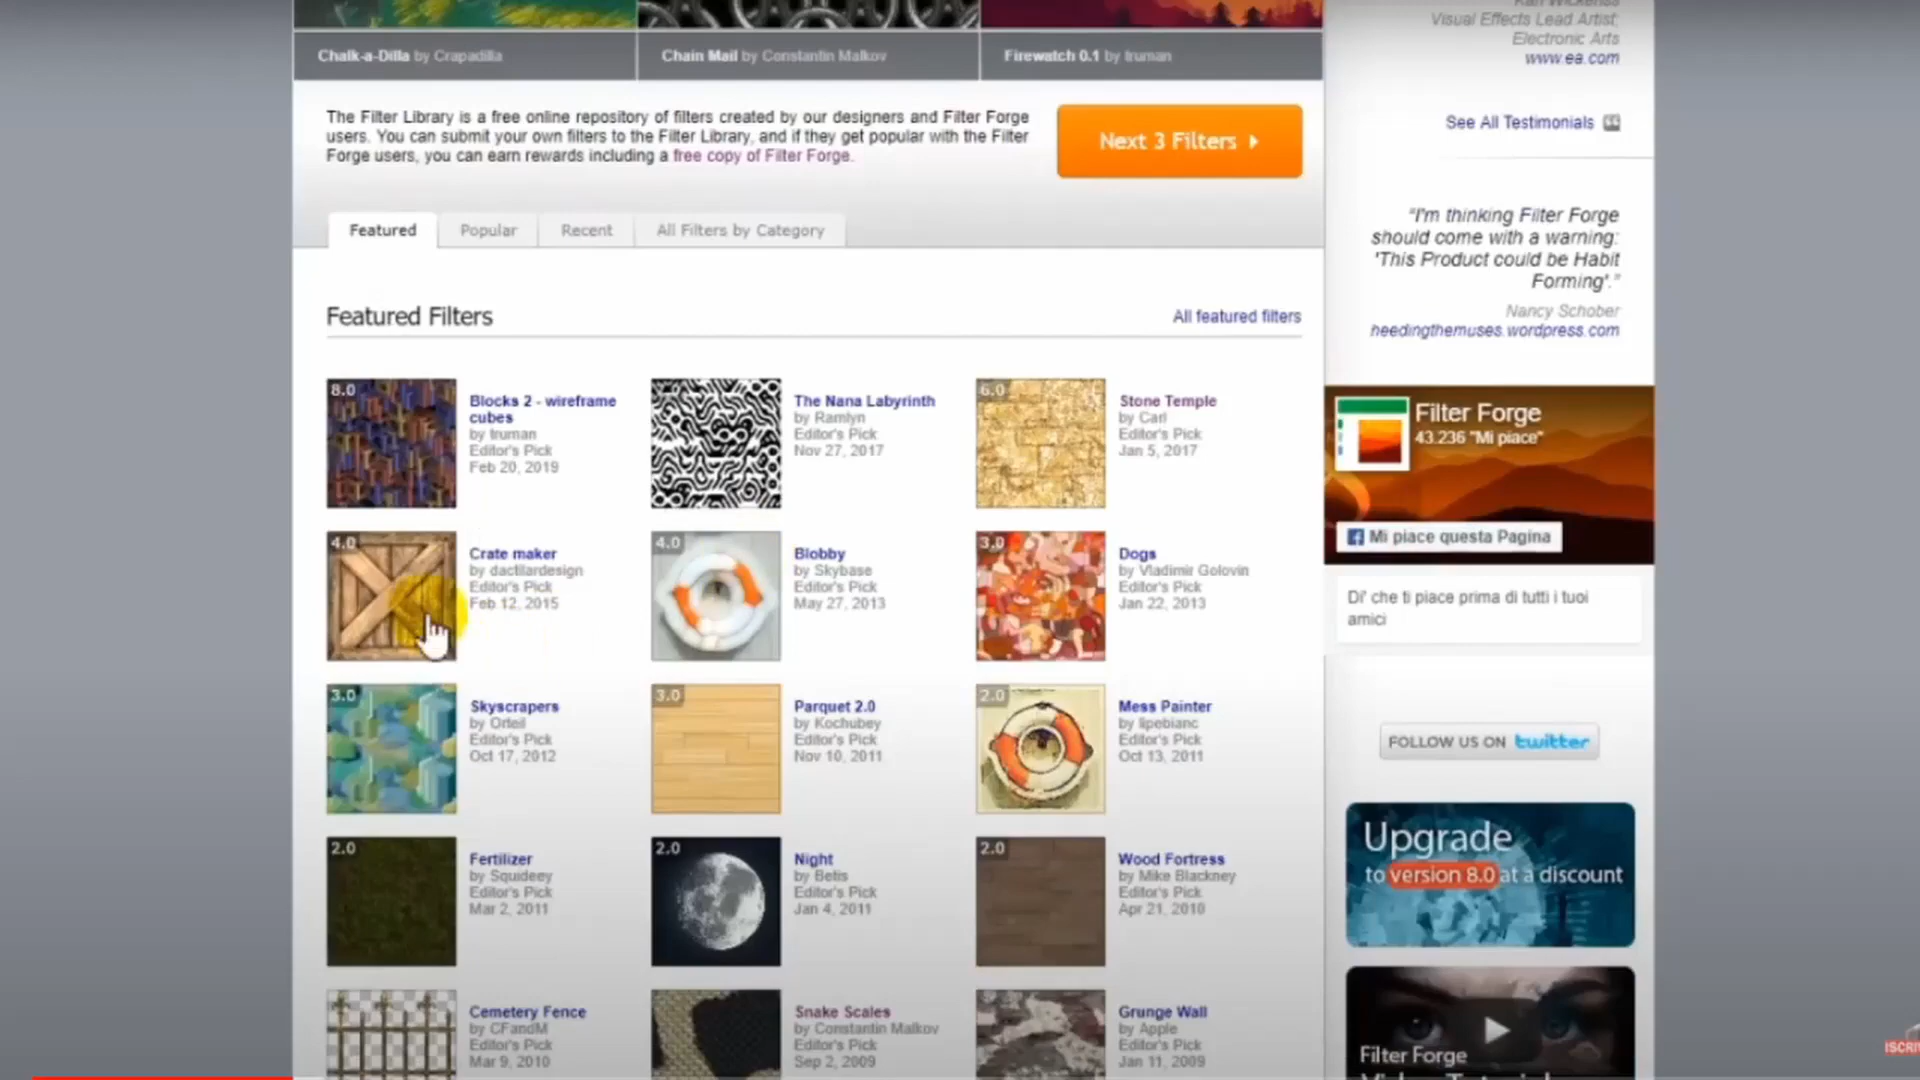 Chalk-a-Dilla by Crapadilla
Chain Mail by Constantin Malkov
Firewatch 0.1 by truman
The Filter Library is a free online repository of filters created by our designers and Filter Forge
users. You can submit your own filters to the Filter Library, and if they get popular with the Filter
Forge users, you can earn rewards including a free copy of Filter Forge.
Next 3 Filters
Featured
Popular
Recent
All Filters by Category
Featured Filters
All featured filters
8.0
Blocks 2 - wireframe
cubes
by truman
Editor's Pick
Feb 20, 2019
The Nana Labyrinth
by Ramlyn
Editor's Pick
Nov 27, 2017
6.0
Stone Temple
by Carl
Editor's Pick
Jan 5, 2017
4.0
Crate maker
by dactilardesign
Editor's Pick
Feb 12, 2015
4.0
Blobby
by Skybase
Editor's Pick
May 27, 2013
3.0
Dogs
by Vladimir Golovin
Editor's Pick
Jan 22, 2013
3.0
Skyscrapers
by Orteil
Editor's Pick
Oct 17, 2012
3.0
Parquet 2.0
by Kochubey
Editor's Pick
Nov 10, 2011
2.0
Mess Painter
by lipebianc
Editor's Pick
Oct 13, 2011
2.0
Fertilizer
by Squideey
Editor's Pick
Mar 2, 2011
2.0
Night
by Betis
Editor's Pick
Jan 4, 2011
2.0
Wood Fortress
by Mike Blackney
Editor's Pick
Apr 21, 2010
Cemetery Fence
by CFandM
Editor's Pick
Mar 9, 2010
Snake Scales
by Constantin Malkov
Editor's Pick
Sep 2, 2009
Grunge Wall
by Apple
Editor's Pick
Jan 11, 2009
Visual Effects Lead Artist,
Electronic Arts
www.ea.com
See All Testimonials
"I'm thinking Filter Forge
should come with a warning:
'This Product could be Habit
Forming'."
Nancy Schober
heedingthemuses.wordpress.com
Filter Forge
43.236 "Mi piace"
Mi piace questa Pagina
Di' che ti piace prima di tutti i tuoi
amici
FOLLOW US ON twitter
Upgrade
to version 8.0 at a discount
Filter Forge